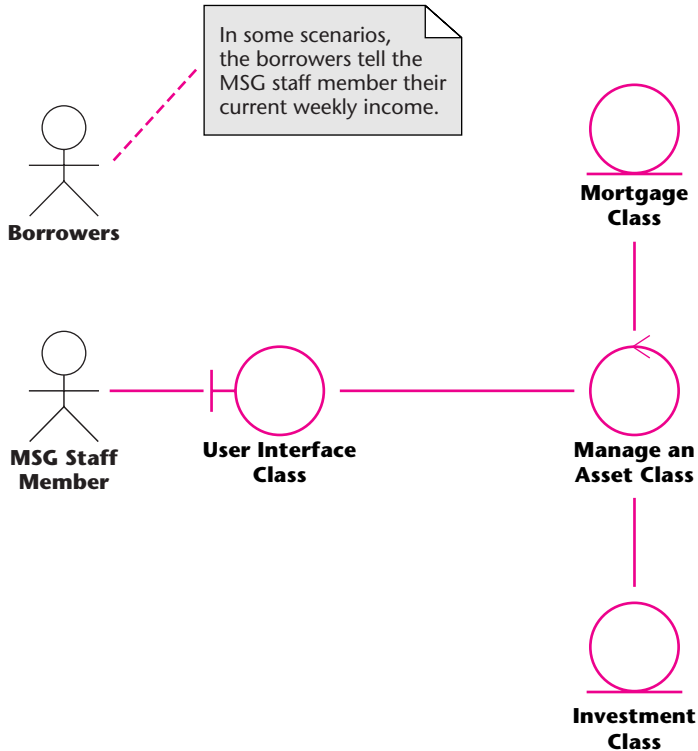 In some scenarios,
the borrowers tell the
MSG staff member their
current weekly income.
Borrowers
Mortgage
Class
MSG Staff
Member
User Interface
Class
Manage an
Asset Class
Investment
Class